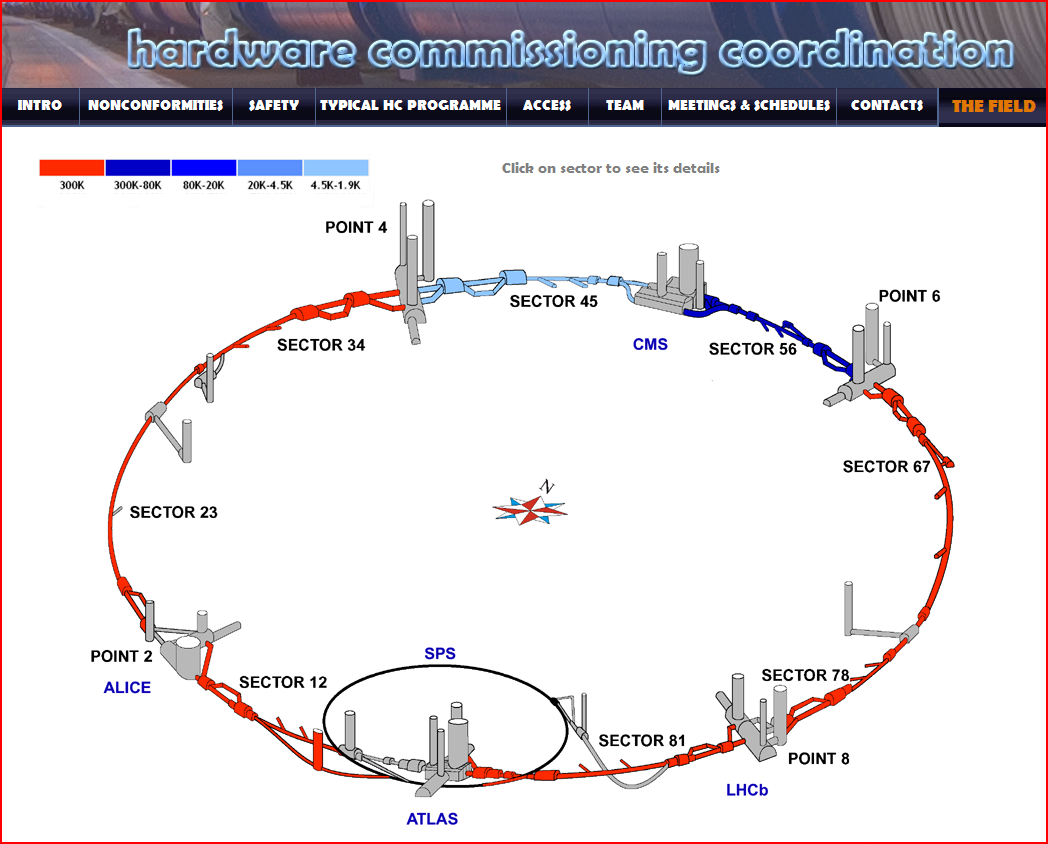 hardware commissioning coordination
INTRO NONCONFORMITIES SAFETY TYPICAL HC PROGRAMME ACCESS TEAM MEETINGS & SCHEDULES CONTACTS THE FIELD
Click on sector to see its details
300K 300K-80K 80K-20K 20K-4.5K 4.5K-1.9K
POINT 4
POINT 6
SECTOR 45
SECTOR 34
CMS
SECTOR 56
SECTOR 67
N
SECTOR 23
POINT 2
SPS
ALICE
SECTOR 12
SECTOR 78
SECTOR 81
POINT 8
LHCb
ATLAS